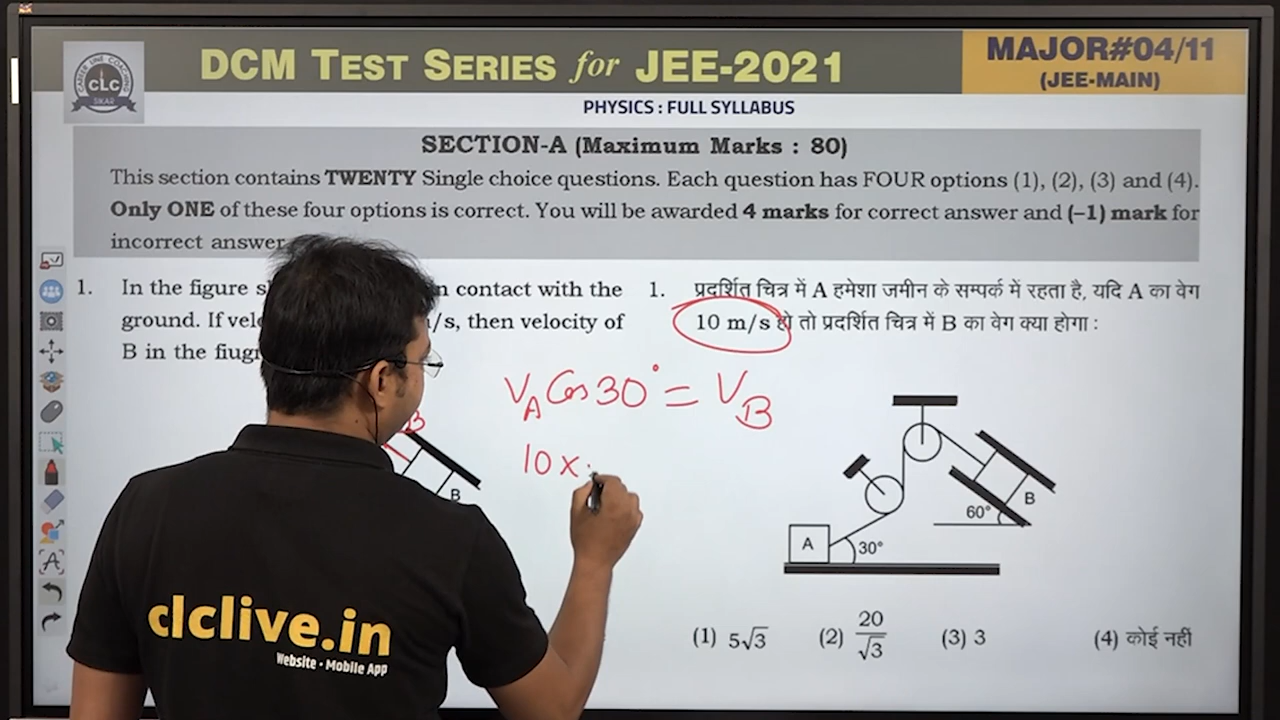 DCM TEST SERIES for JEE-2021
MAJOR#04/11
(JEE-MAIN)
CLC
SIKAR
PHYSICS : FULL SYLLABUS
SECTION-A (Maximum Marks : 80)
This section contains TWENTY Single choice questions. Each question has FOUR options (1), (2), (3) and (4).
Only ONE of these four options is correct. You will be awarded 4 marks for correct answer and (–1) mark for
incorrect answer
1. In the figure contact with the
ground. If /s, then velocity of
B in the
1. प्रदर्शित चित्र में A हमेशा जमीन के सम्पर्क में रहता है, यदि A का वेग
10 m/s हो तो प्रदर्शित चित्र में B का वेग क्या होगा :
V_A Cos 30° = V_B
10 x
B
B
A
30°
60°
B
(1) 5√3 (2) 20/√3 (3) 3 (4) कोई नहीं
clclive.in
Website • Mobile App